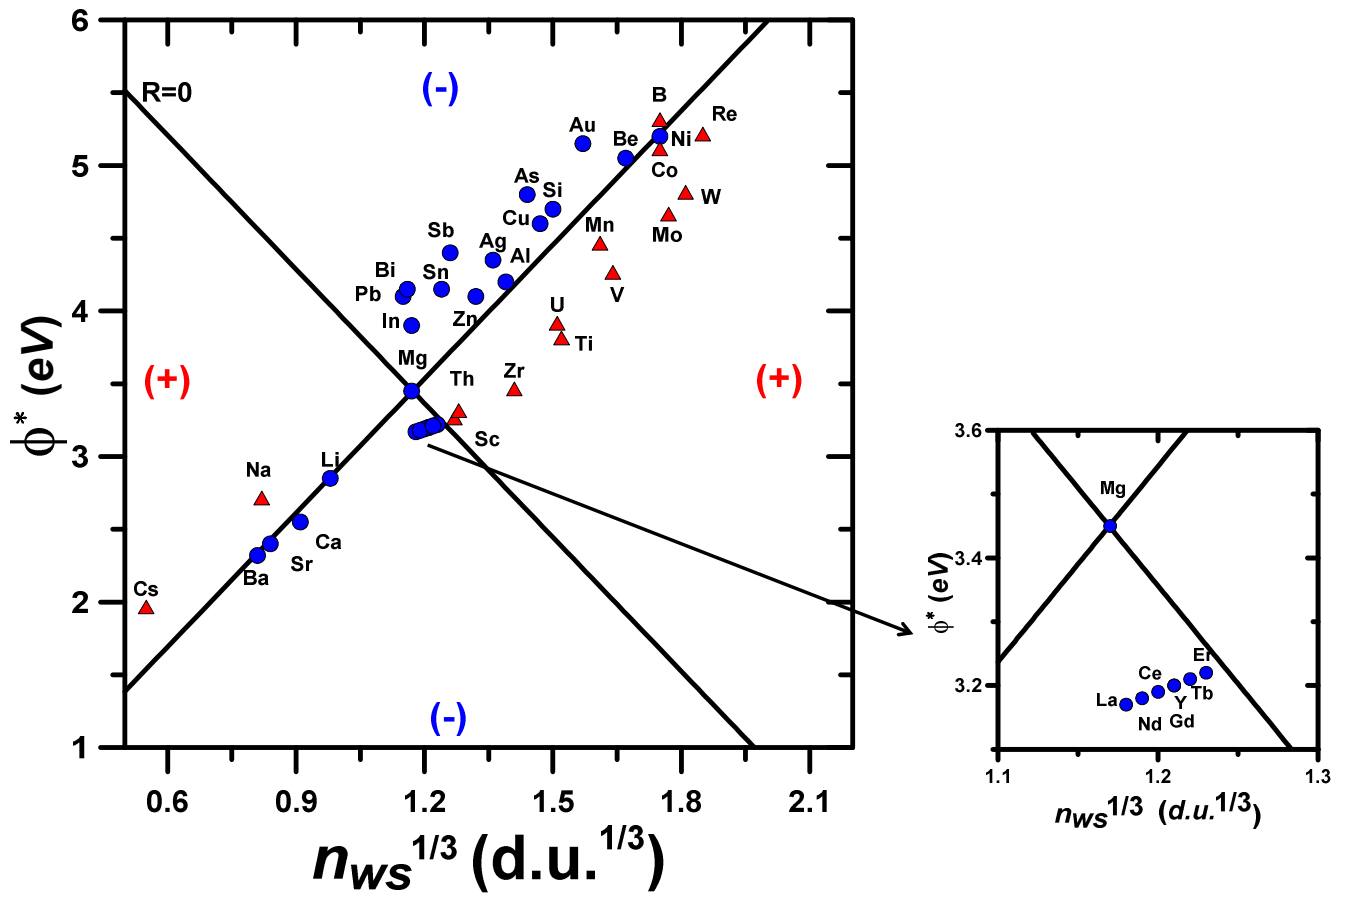 6
5
4
3
2
1
ϕ* (eV)
R=0
(-)
(+)
(+)
(-)
B
Re
Au
Be
Ni
Co
As
Si
W
Cu
Mn
Mo
Sb
Ag
Al
Bi
Sn
V
Pb
In
Zn
U
Ti
Mg
Th
Zr
Sc
Na
Li
Ca
Sr
Ba
Cs
0.6 0.9 1.2 1.5 1.8 2.1
nWS1/3 (d.u.1/3)
3.6
3.4
3.2
ϕ* (eV)
Mg
Er
Ce
La
Tb
Y
Nd
Gd
1.1 1.2 1.3
nWS1/3 (d.u.1/3)